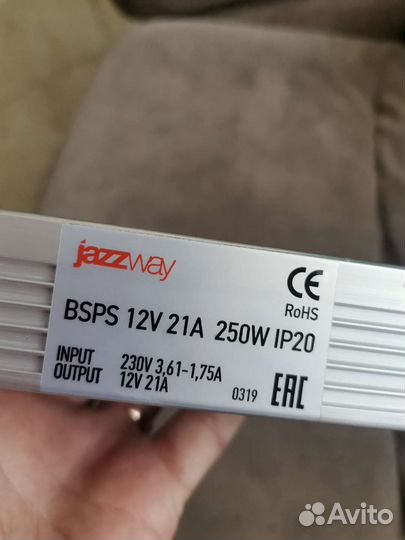 jazzway
CE
RoHS
BSPS 12V 21A 250W IP20
INPUT 230V 3,61-1,75A
OUTPUT 12V 21A
0319
EAC
Avito